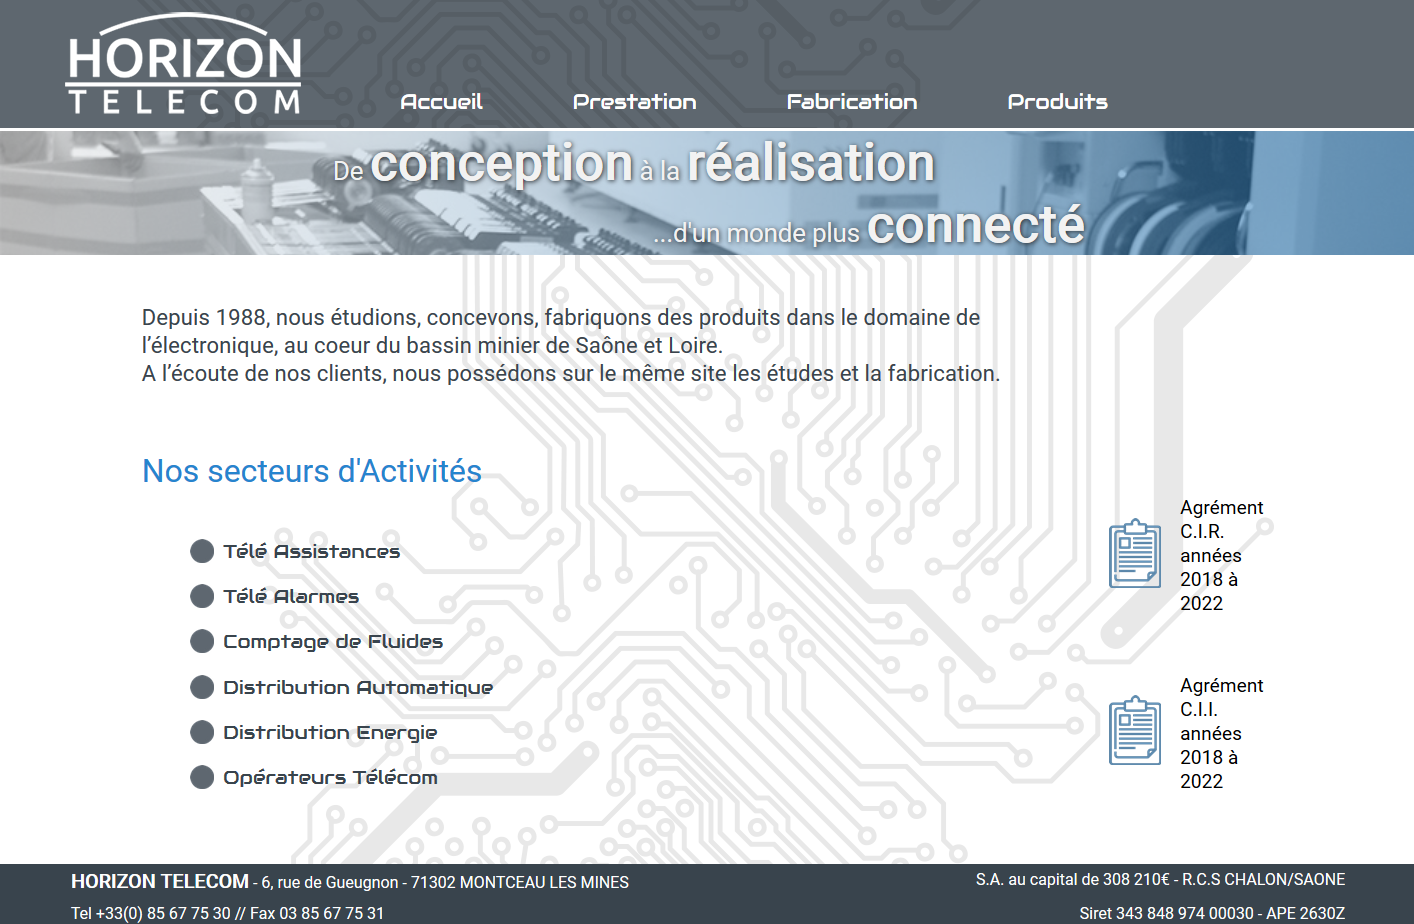 HORIZON
TELECOM
Accueil Prestation Fabrication Produits
De conception à la réalisation
...d'un monde plus connecté
Depuis 1988, nous étudions, concevons, fabriquons des produits dans le domaine de
l’électronique, au coeur du bassin minier de Saône et Loire.
A l’écoute de nos clients, nous possédons sur le même site les études et la fabrication.
Nos secteurs d'Activités
Télé Assistances
Télé Alarmes
Comptage de Fluides
Distribution Automatique
Distribution Energie
Opérateurs Télécom
Agrément
C.I.R.
années
2018 à
2022
Agrément
C.I.I.
années
2018 à
2022
HORIZON TELECOM - 6, rue de Gueugnon - 71302 MONTCEAU LES MINES
Tel +33(0) 85 67 75 30 // Fax 03 85 67 75 31
S.A. au capital de 308 210€ - R.C.S CHALON/SAONE
Siret 343 848 974 00030 - APE 2630Z